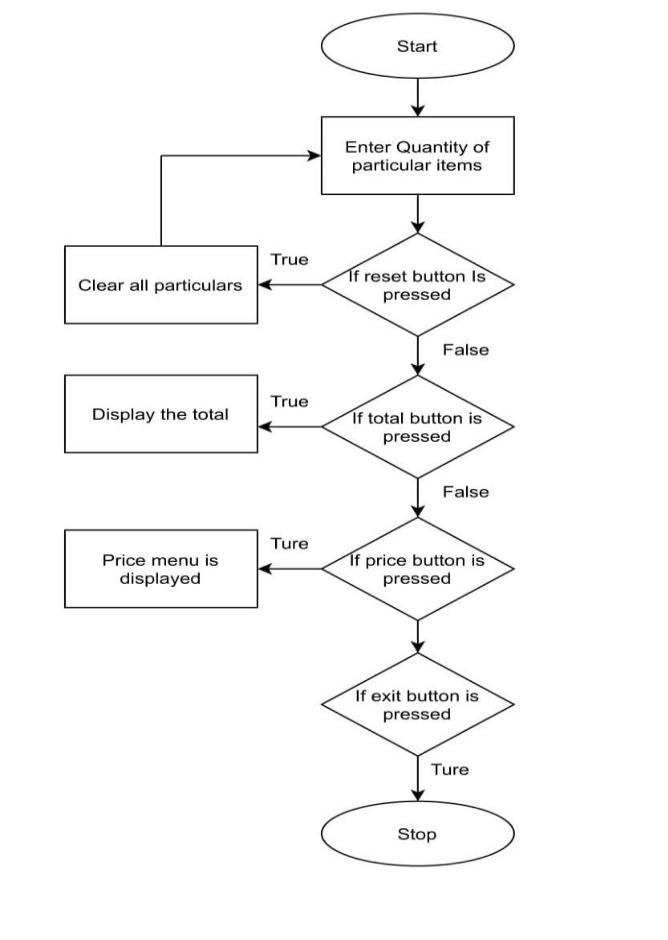 Start
Enter Quantity of
particular items
True
If reset button Is
pressed
Clear all particulars
False
True
If total button is
pressed
Display the total
False
Ture
If price button is
pressed
Price menu is
displayed
If exit button is
pressed
Ture
Stop